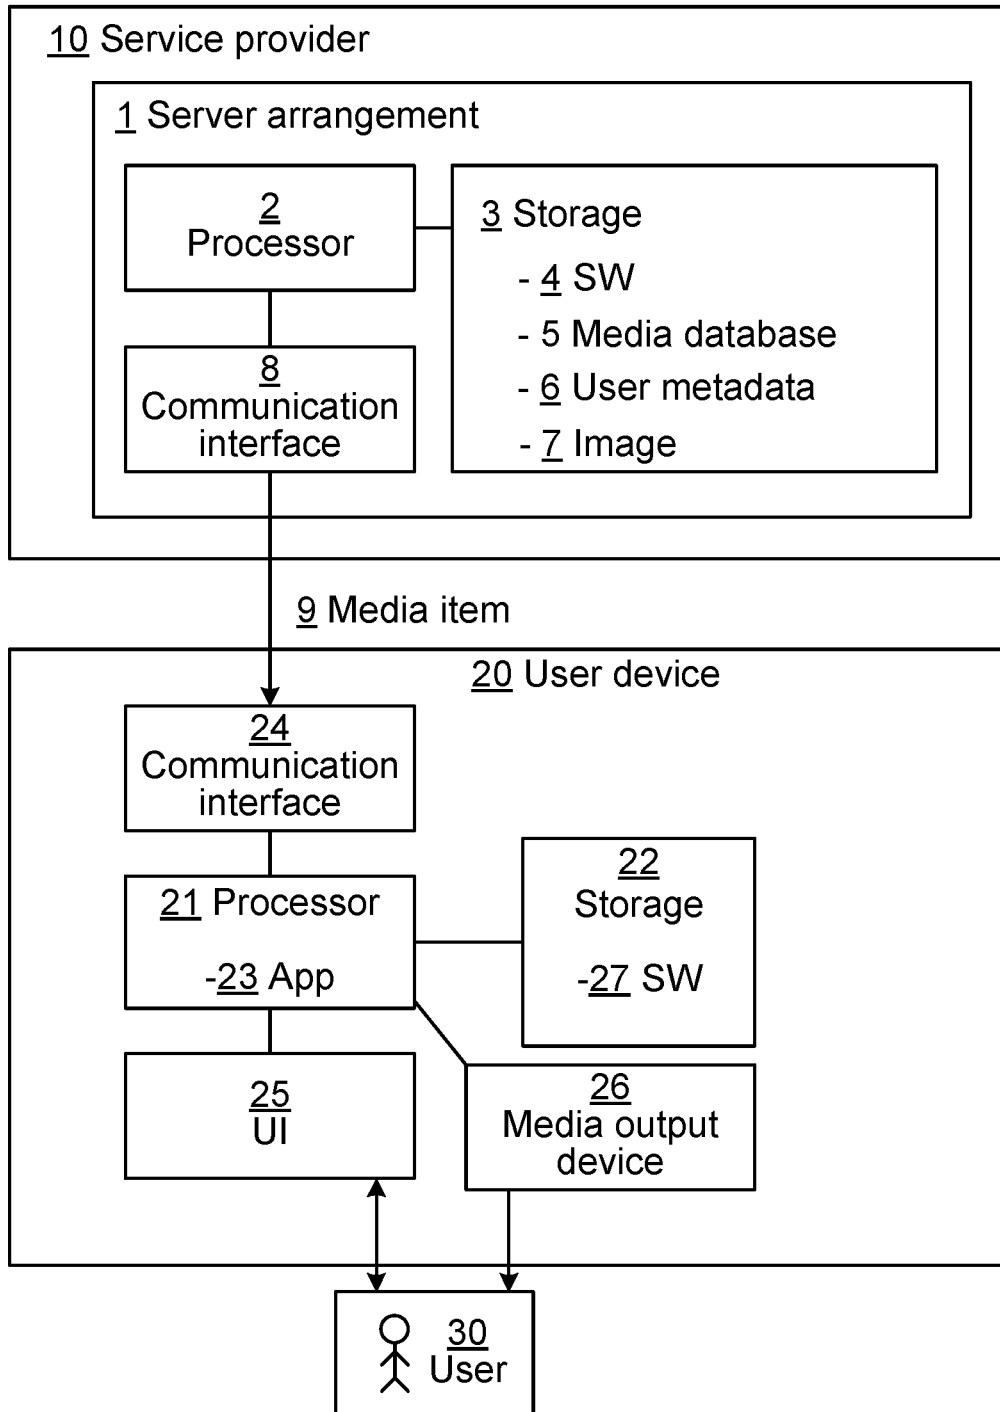 10 Service provider
1 Server arrangement
2
Processor
3 Storage
- 4 SW
- 5 Media database
- 6 User metadata
- 7 Image
8
Communication
interface
9 Media item
20 User device
24
Communication
interface
21 Processor
-23 App
22
Storage
-27 SW
25
UI
26
Media output
device
30
User